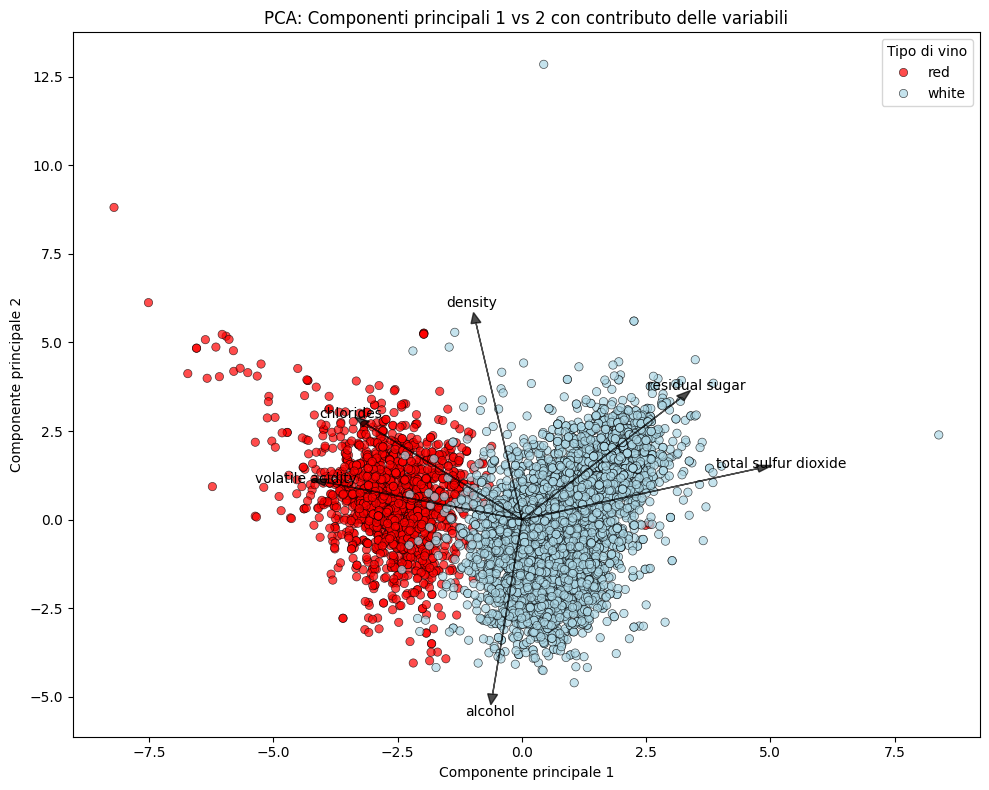 PCA: Componenti principali 1 vs 2 con contributo delle variabili
Tipo di vino
red
white
12.5
10.0
7.5
5.0
2.5
0.0
−2.5
−5.0
Componente principale 2
density
residual sugar
chlorides
total sulfur dioxide
volatile acidity
alcohol
−7.5
−5.0
−2.5
0.0
2.5
5.0
7.5
Componente principale 1